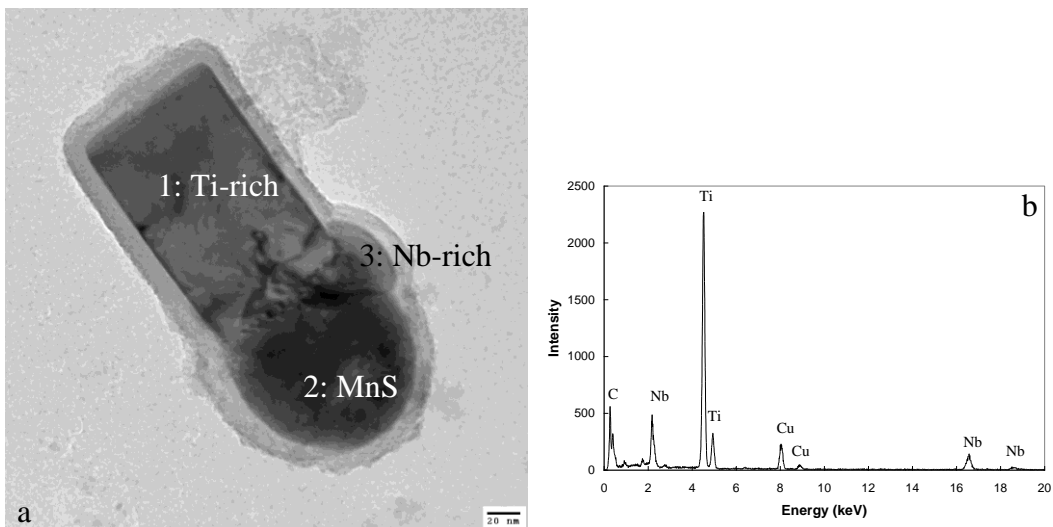 1: Ti-rich
3: Nb-rich
2: MnS
a
20 nm
b
Intensity
2500
2000
1500
1000
500
0
C
Nb
Ti
Ti
Cu
Cu
Nb
Nb
0 2 4 6 8 10 12 14 16 18 20
Energy (keV)